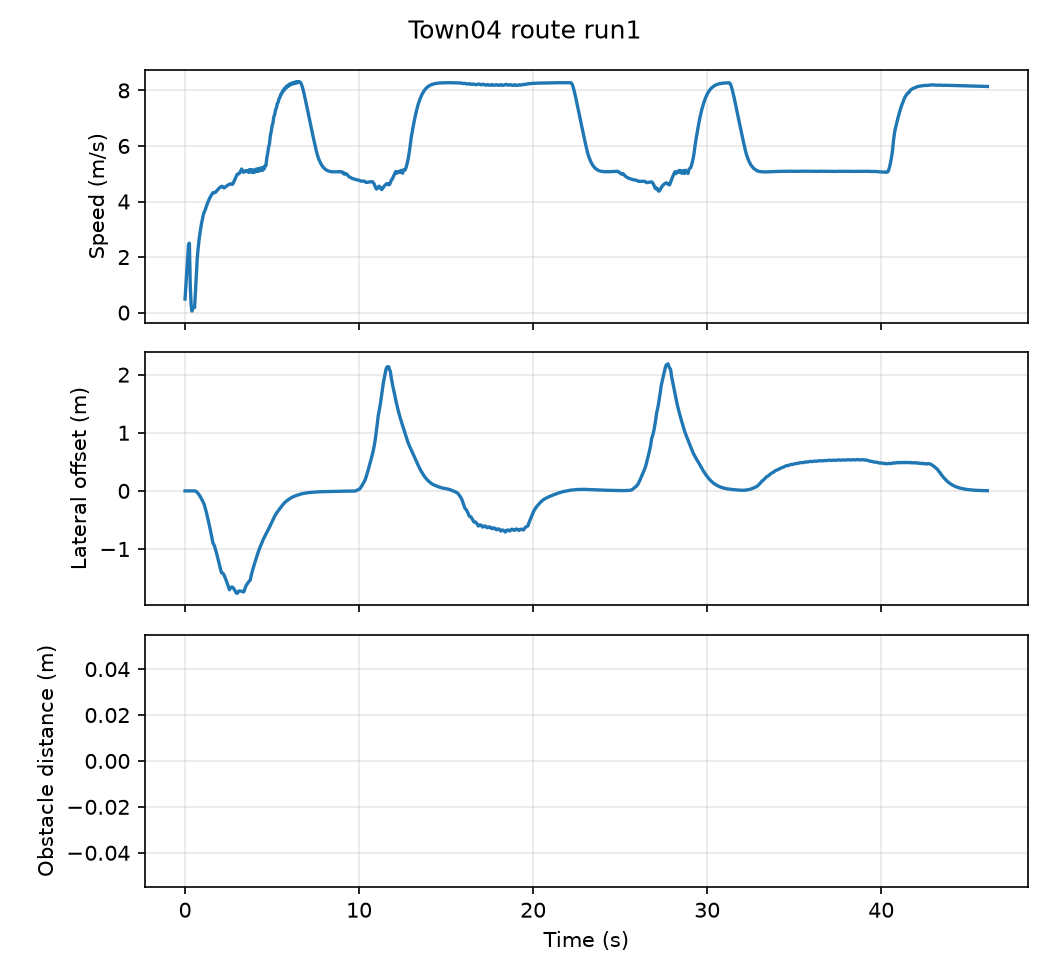 Town04 route run1
Speed (m/s)
8
6
4
2
0
Lateral offset (m)
2
1
0
−1
Obstacle distance (m)
0.04
0.02
0.00
−0.02
−0.04
0 10 20 30 40
Time (s)